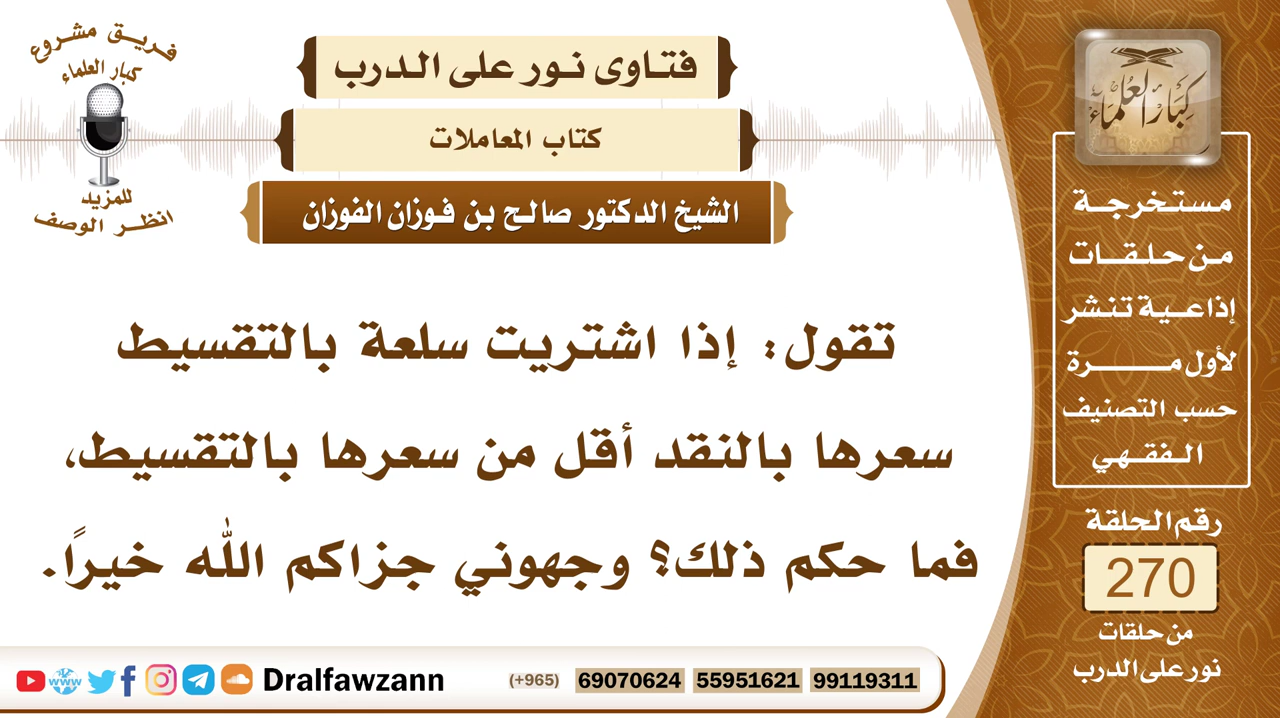 فريق مشروع
كبار العلماء
للمزيد
انظر الوصف
فتاوى نور على الدرب
كتاب المعاملات
الشيخ الدكتور صالح بن فوزان الفوزان
تقول: إذا اشتريت سلعة بالتقسيط
سعرها بالنقد أقل من سعرها بالتقسيط،
فما حكم ذلك؟ وجهوني جزاكم الله خيرًا.
كبار العلماء
مستخرجة
من حلقات
إذاعية تنشر
لأول مرة
حسب التصنيف
الفقهي
رقم الحلقة
270
من حلقات
نور على الدرب
www Dralfawzann (+965) 69070624 55951621 99119311